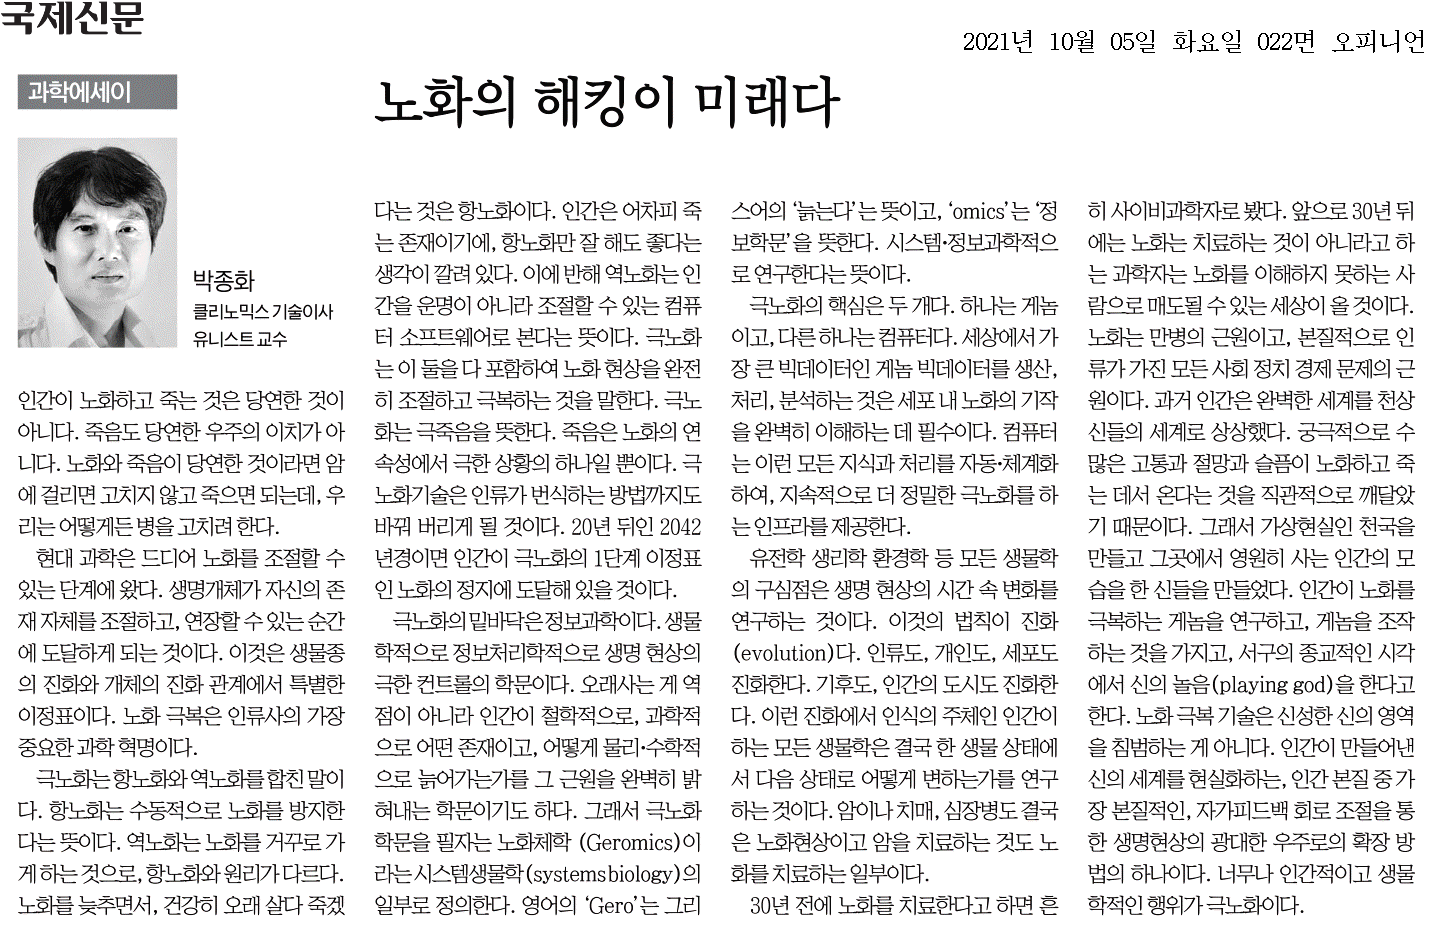 국제신문
2021년 10월 05일 화요일 022면 오피니언
과학에세이
노화의 해킹이 미래다
박종화
클리노믹스 기술이사
유니스트 교수
인간이 노화하고 죽는 것은 당연한 것이
아니다. 죽음도 당연한 우주의 이치가 아
니다. 노화와 죽음이 당연한 것이라면 암
에 걸리면 고치지 않고 죽으면 되는데, 우
리는 어떻게든 병을 고치려 한다.
현대 과학은 드디어 노화를 조절할 수
있는 단계에 왔다. 생명개체가 자신의 존
재 자체를 조절하고, 연장할 수 있는 순간
에 도달하게 되는 것이다. 이것은 생물종
의 진화와 개체의 진화 관계에서 특별한
이정표이다. 노화 극복은 인류사의 가장
중요한 과학 혁명이다.
극노화는 항노화와 역노화를 합친 말이
다. 항노화는 수동적으로 노화를 방지한
다는 뜻이다. 역노화는 노화를 거꾸로 가
게 하는 것으로, 항노화와 원리가 다르다.
노화를 늦추면서, 건강히 오래 살다 죽겠
다는 것은 항노화이다. 인간은 어차피 죽
는 존재이기에, 항노화만 잘 해도 좋다는
생각이 깔려 있다. 이에 반해 역노화는 인
간을 운명이 아니라 조절할 수 있는 컴퓨
터 소프트웨어로 본다는 뜻이다. 극노화
는 이 둘을 다 포함하여 노화 현상을 완전
히 조절하고 극복하는 것을 말한다. 극노
화는 극죽음을 뜻한다. 죽음은 노화의 연
속성에서 극한 상황의 하나일 뿐이다. 극
노화기술은 인류가 번식하는 방법까지도
바꿔 버리게 될 것이다. 20년 뒤인 2042
년경이면 인간이 극노화의 1단계 이정표
인 노화의 정지에 도달해 있을 것이다.
극노화의 밑바닥은 정보과학이다. 생물
학적으로 정보처리학적으로 생명 현상의
극한 컨트롤의 학문이다. 오래사는 게 역
점이 아니라 인간이 철학적으로, 과학적
으로 어떤 존재이고, 어떻게 물리·수학적
으로 늙어가는가를 그 근원을 완벽히 밝
혀내는 학문이기도 하다. 그래서 극노화
학문을 필자는 노화체학 (Geromics)이
라는 시스템생물학(systems biology)의
일부로 정의한다. 영어의 ‘Gero’는 그리
스어의 ‘늙는다’는 뜻이고, ‘omics’는 ‘정
보학문’을 뜻한다. 시스템·정보과학적으
로 연구한다는 뜻이다.
극노화의 핵심은 두 개다. 하나는 게놈
이고, 다른 하나는 컴퓨터다. 세상에서 가
장 큰 빅데이터인 게놈 빅데이터를 생산,
처리, 분석하는 것은 세포 내 노화의 기작
을 완벽히 이해하는 데 필수이다. 컴퓨터
는 이런 모든 지식과 처리를 자동·체계화
하여, 지속적으로 더 정밀한 극노화를 하
는 인프라를 제공한다.
유전학 생리학 환경학 등 모든 생물학
의 구심점은 생명 현상의 시간 속 변화를
연구하는 것이다. 이것의 법칙이 진화
(evolution)다. 인류도, 개인도, 세포도
진화한다. 기후도, 인간의 도시도 진화한
다. 이런 진화에서 인식의 주체인 인간이
하는 모든 생물학은 결국 한 생물 상태에
서 다음 상태로 어떻게 변하는가를 연구
하는 것이다. 암이나 치매, 심장병도 결국
은 노화현상이고 암을 치료하는 것도 노
화를 치료하는 일부이다.
30년 전에 노화를 치료한다고 하면 흔
히 사이비과학자로 봤다. 앞으로 30년 뒤
에는 노화는 치료하는 것이 아니라고 하
는 과학자는 노화를 이해하지 못하는 사
람으로 매도될 수 있는 세상이 올 것이다.
노화는 만병의 근원이고, 본질적으로 인
류가 가진 모든 사회 정치 경제 문제의 근
원이다. 과거 인간은 완벽한 세계를 천상
신들의 세계로 상상했다. 궁극적으로 수
많은 고통과 절망과 슬픔이 노화하고 죽
는 데서 온다는 것을 직관적으로 깨달았
기 때문이다. 그래서 가상현실인 천국을
만들고 그곳에서 영원히 사는 인간의 모
습을 한 신들을 만들었다. 인간이 노화를
극복하는 게놈을 연구하고, 게놈을 조작
하는 것을 가지고, 서구의 종교적인 시각
에서 신의 놀음(playing god)을 한다고
한다. 노화 극복 기술은 신성한 신의 영역
을 침범하는 게 아니다. 인간이 만들어낸
신의 세계를 현실화하는, 인간 본질 중 가
장 본질적인, 자가피드백 회로 조절을 통
한 생명현상의 광대한 우주로의 확장 방
법의 하나이다. 너무나 인간적이고 생물
학적인 행위가 극노화이다.